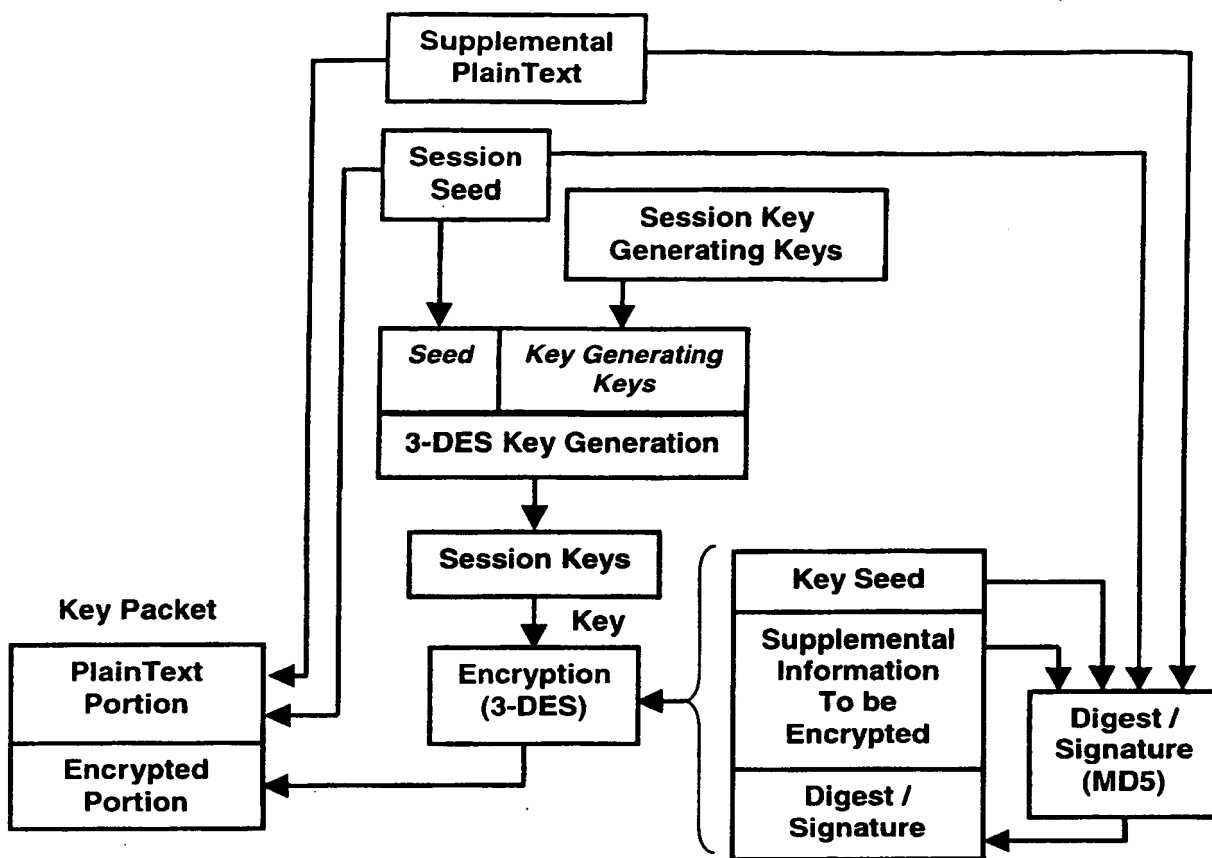 Supplemental
PlainText
Session
Seed
Session Key
Generating Keys
Seed
Key Generating
Keys
3-DES Key Generation
Session Keys
Key
Key Packet
PlainText
Portion
Encrypted
Portion
Encryption
(3-DES)
Key Seed
Supplemental
Information
To be
Encrypted
Digest /
Signature
Digest /
Signature
(MD5)